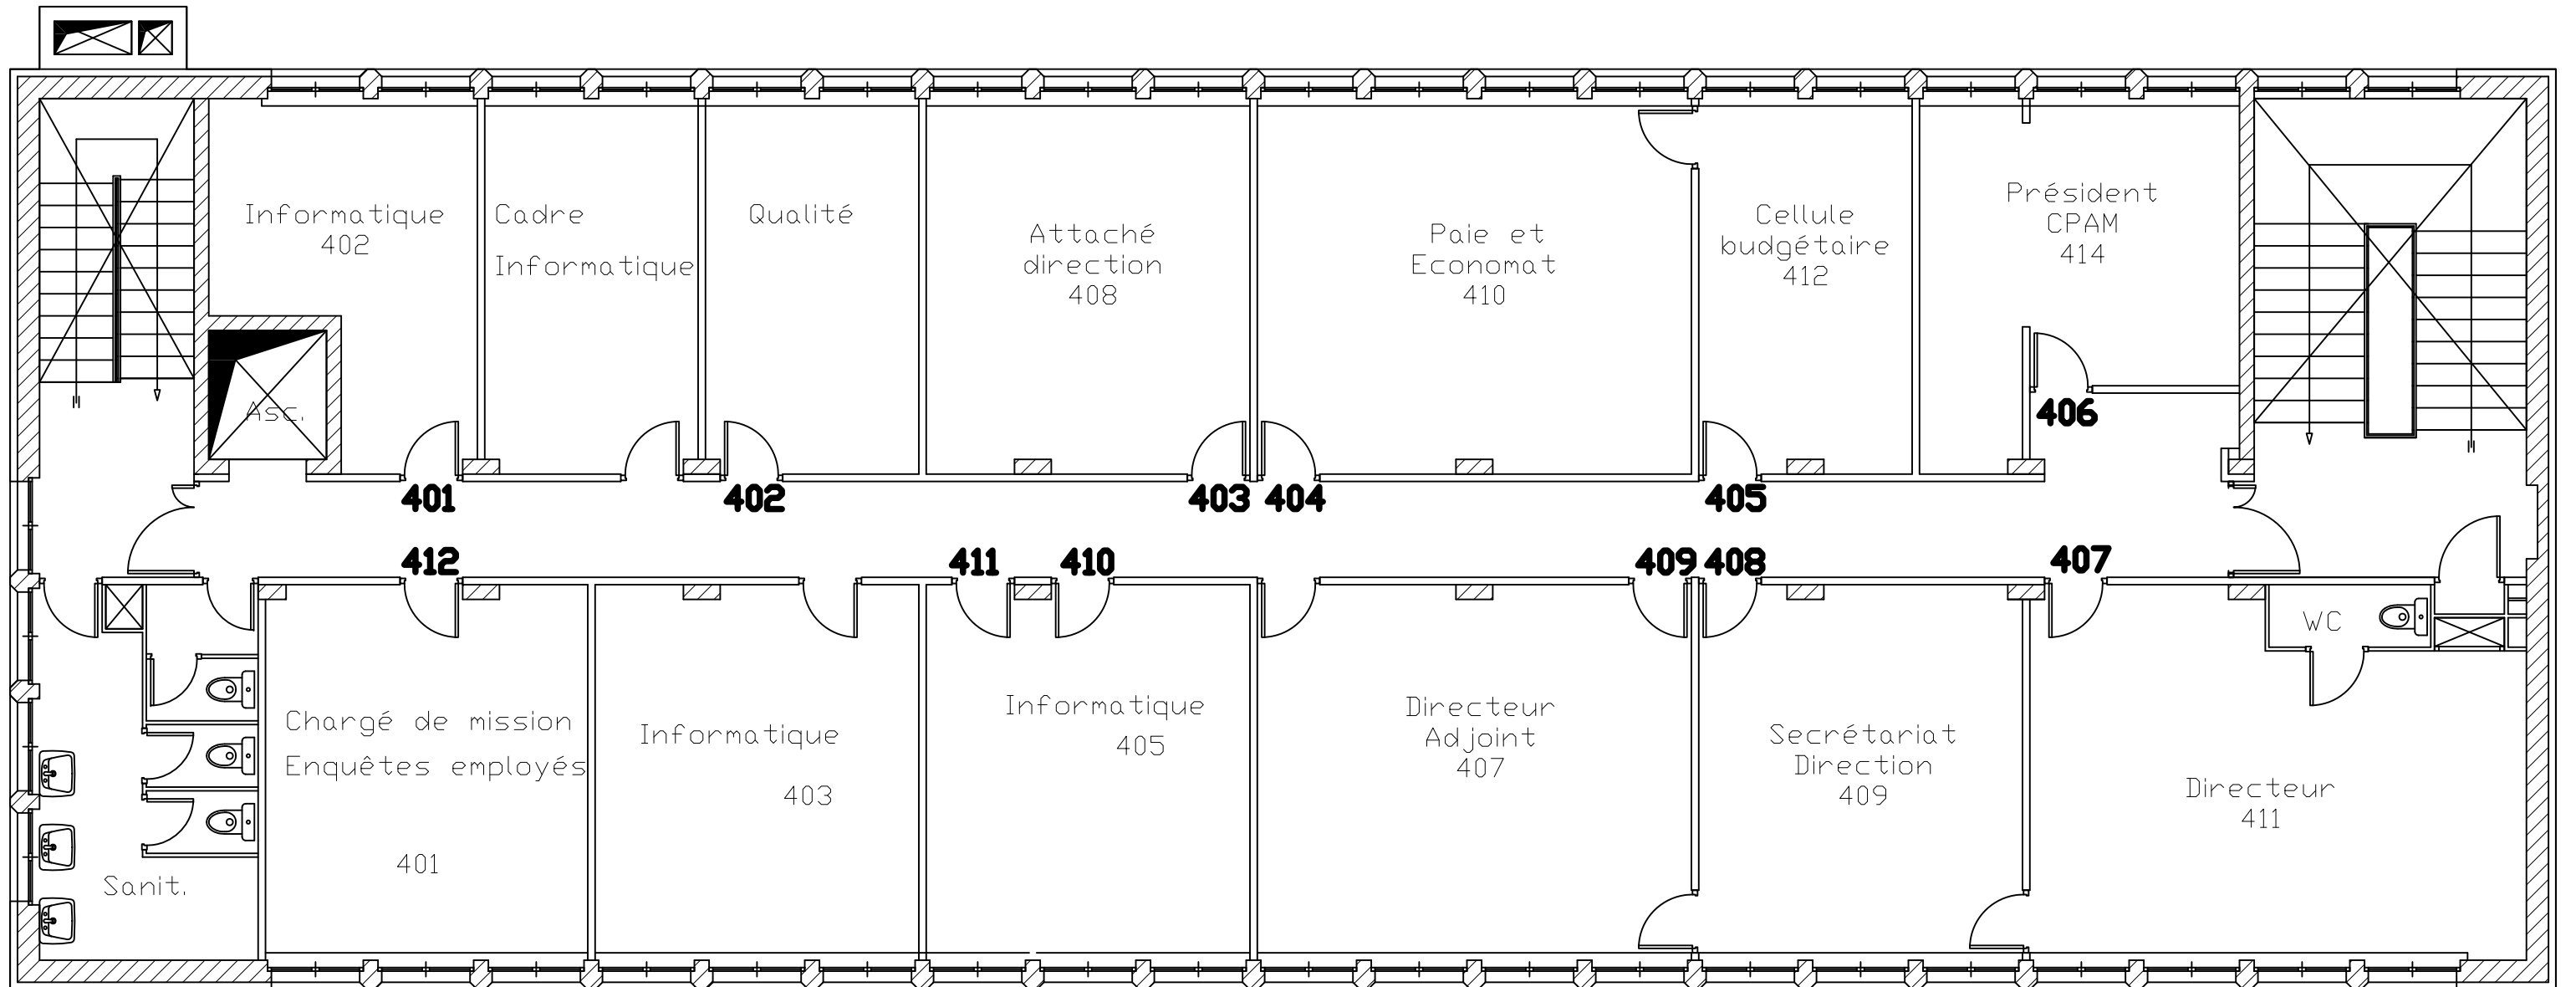 Informatique
402
Cadre
Informatique
Qualité
Attaché
direction
408
Paie et
Economat
410
Cellule
budgétaire
412
Président
CPAM
414
Asc.
406
401
402
403
404
405
412
411
410
409
408
407
WC
Chargé de mission
Enquêtes employés
401
Informatique
403
Informatique
405
Directeur
Adjoint
407
Secrétariat
Direction
409
Directeur
411
Sanit.